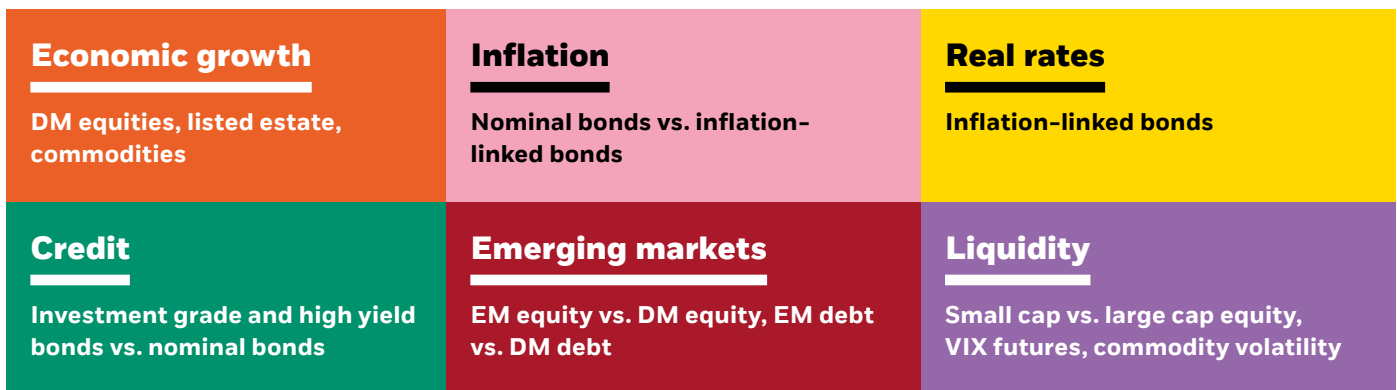 Economic growth
DM equities, listed estate,
commodities
Inflation
Nominal bonds vs. inflation-
linked bonds
Real rates
Inflation-linked bonds
Credit
Investment grade and high yield
bonds vs. nominal bonds
Emerging markets
EM equity vs. DM equity, EM debt
vs. DM debt
Liquidity
Small cap vs. large cap equity,
VIX futures, commodity volatility